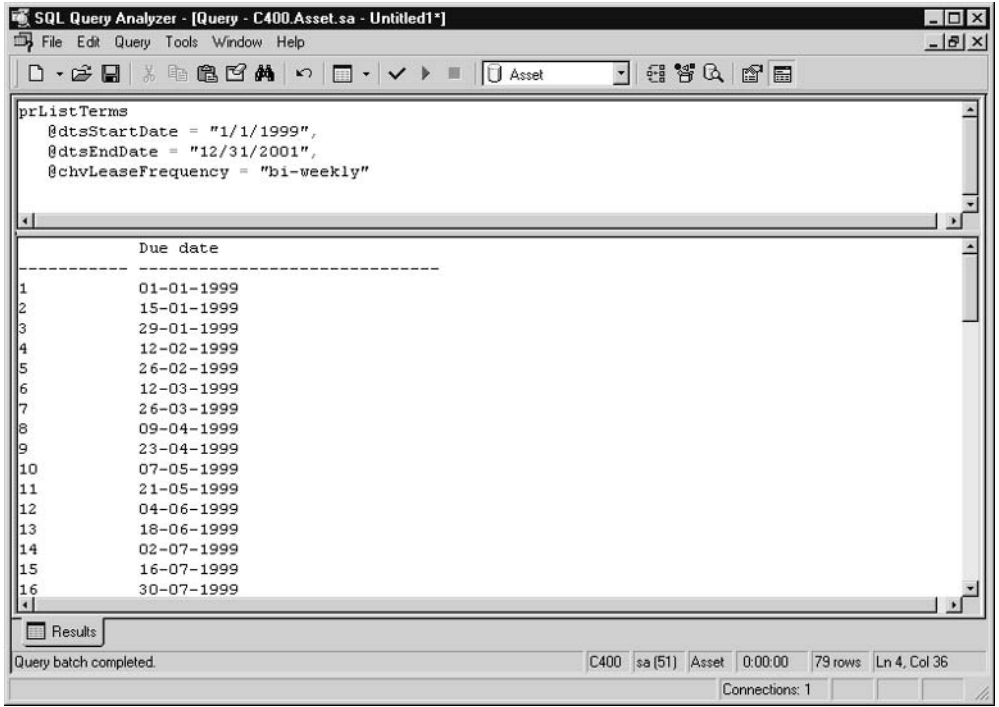 SQL Query Analyzer - [Query - C400.Asset.sa - Untitled1*]
File Edit Query Tools Window Help
Asset
prListTerms
@dtsStartDate = "1/1/1999",
@dtsEndDate = "12/31/2001",
@chvLeaseFrequency = "bi-weekly"
Due date
----------- ------------------------------
1 01-01-1999
2 15-01-1999
3 29-01-1999
4 12-02-1999
5 26-02-1999
6 12-03-1999
7 26-03-1999
8 09-04-1999
9 23-04-1999
10 07-05-1999
11 21-05-1999
12 04-06-1999
13 18-06-1999
14 02-07-1999
15 16-07-1999
16 30-07-1999
Results
Query batch completed. C400 sa (51) Asset 0:00:00 79 rows Ln 4, Col 36
Connections: 1